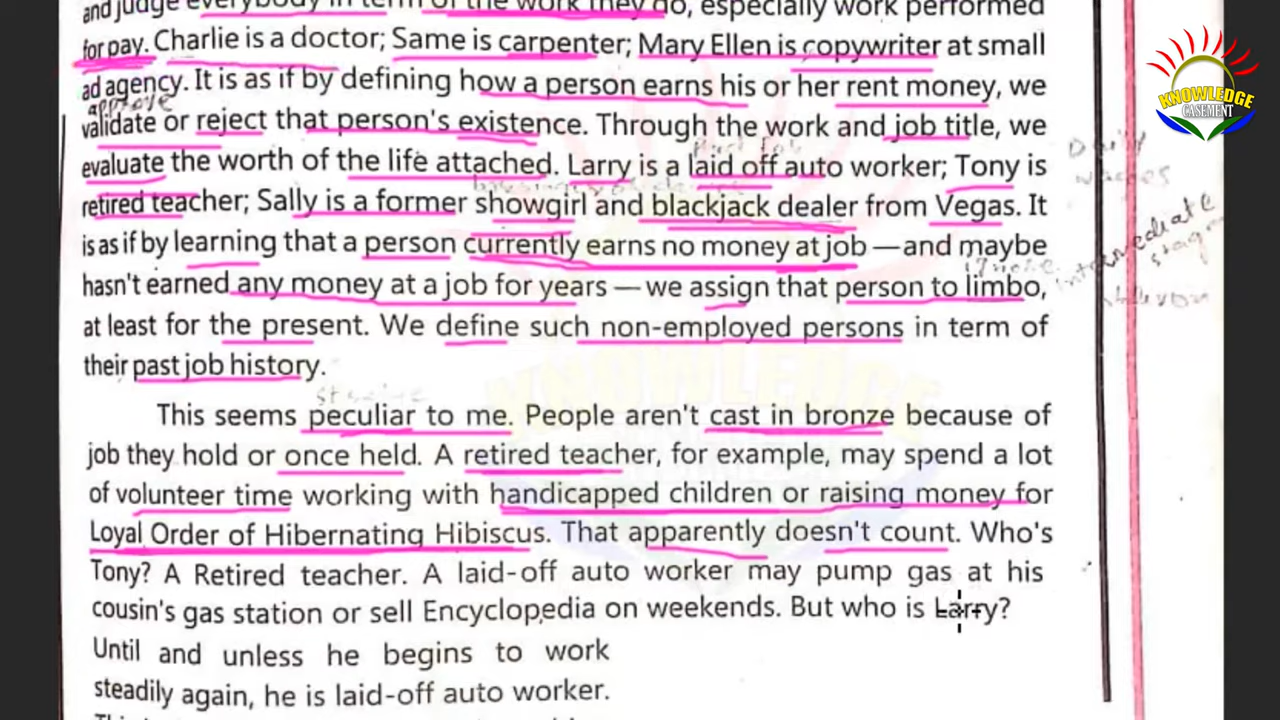 and judge everybody in term of the work they do, especially work performed
for pay. Charlie is a doctor; Same is carpenter; Mary Ellen is copywriter at small
ad agency. It is as if by defining how a person earns his or her rent money, we
approve
validate or reject that person's existence. Through the work and job title, we
evaluate the worth of the life attached. Larry is a laid off auto worker; Tony is
retired teacher; Sally is a former showgirl and blackjack dealer from Vegas. It
is as if by learning that a person currently earns no money at job —and maybe
hasn't earned any money at a job for years — we assign that person to limbo,
at least for the present. We define such non-employed persons in term of
their past job history.
This seems peculiar to me. People aren't cast in bronze because of
job they hold or once held. A retired teacher, for example, may spend a lot
of volunteer time working with handicapped children or raising money for
Loyal Order of Hibernating Hibiscus. That apparently doesn't count. Who's
Tony? A Retired teacher. A laid-off auto worker may pump gas at his
cousin's gas station or sell Encyclopedia on weekends. But who is Larry?
Until and unless he begins to work
steadily again, he is laid-off auto worker.
Daily
intermediate
KNOWLEDGE
CASEMENT